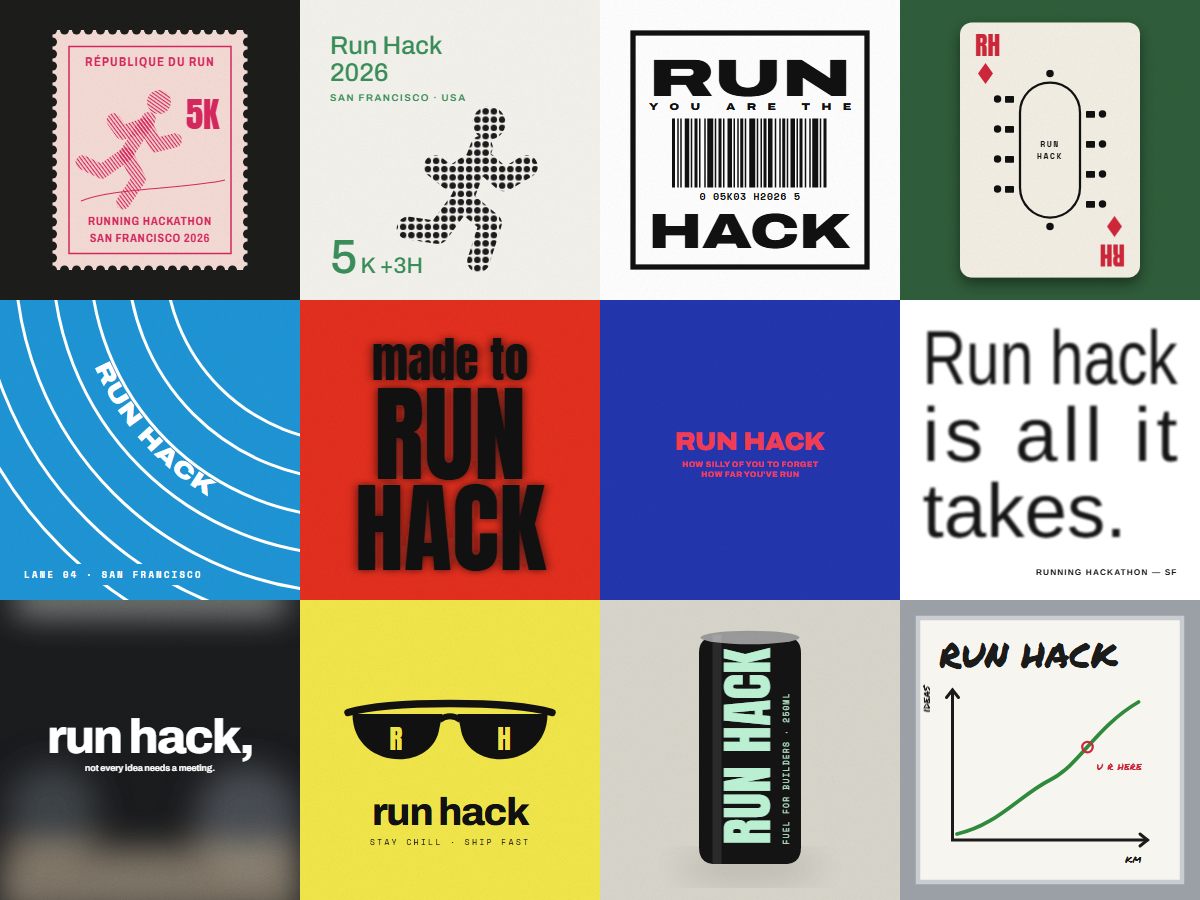 RÉPUBLIQUE DU RUN
5K
RUNNING HACKATHON
SAN FRANCISCO 2026
Run Hack
2026
SAN FRANCISCO · USA
5 K +3H
RUN
YOU ARE THE
0 05K03 H2026 5
HACK
RH
RUN
HACK
RH
RUN HACK
LANE 04 · SAN FRANCISCO
made to
RUN
HACK
RUN HACK
HOW SILLY OF YOU TO FORGET
HOW FAR YOU'VE RUN
Run hack
is all it
takes.
RUNNING HACKATHON — SF
run hack,
not every idea needs a meeting.
R H
run hack
STAY CHILL · SHIP FAST
RUN HACK
FUEL FOR BUILDERS · 250ML
RUN HACK
IDEAS
U R HERE
KM